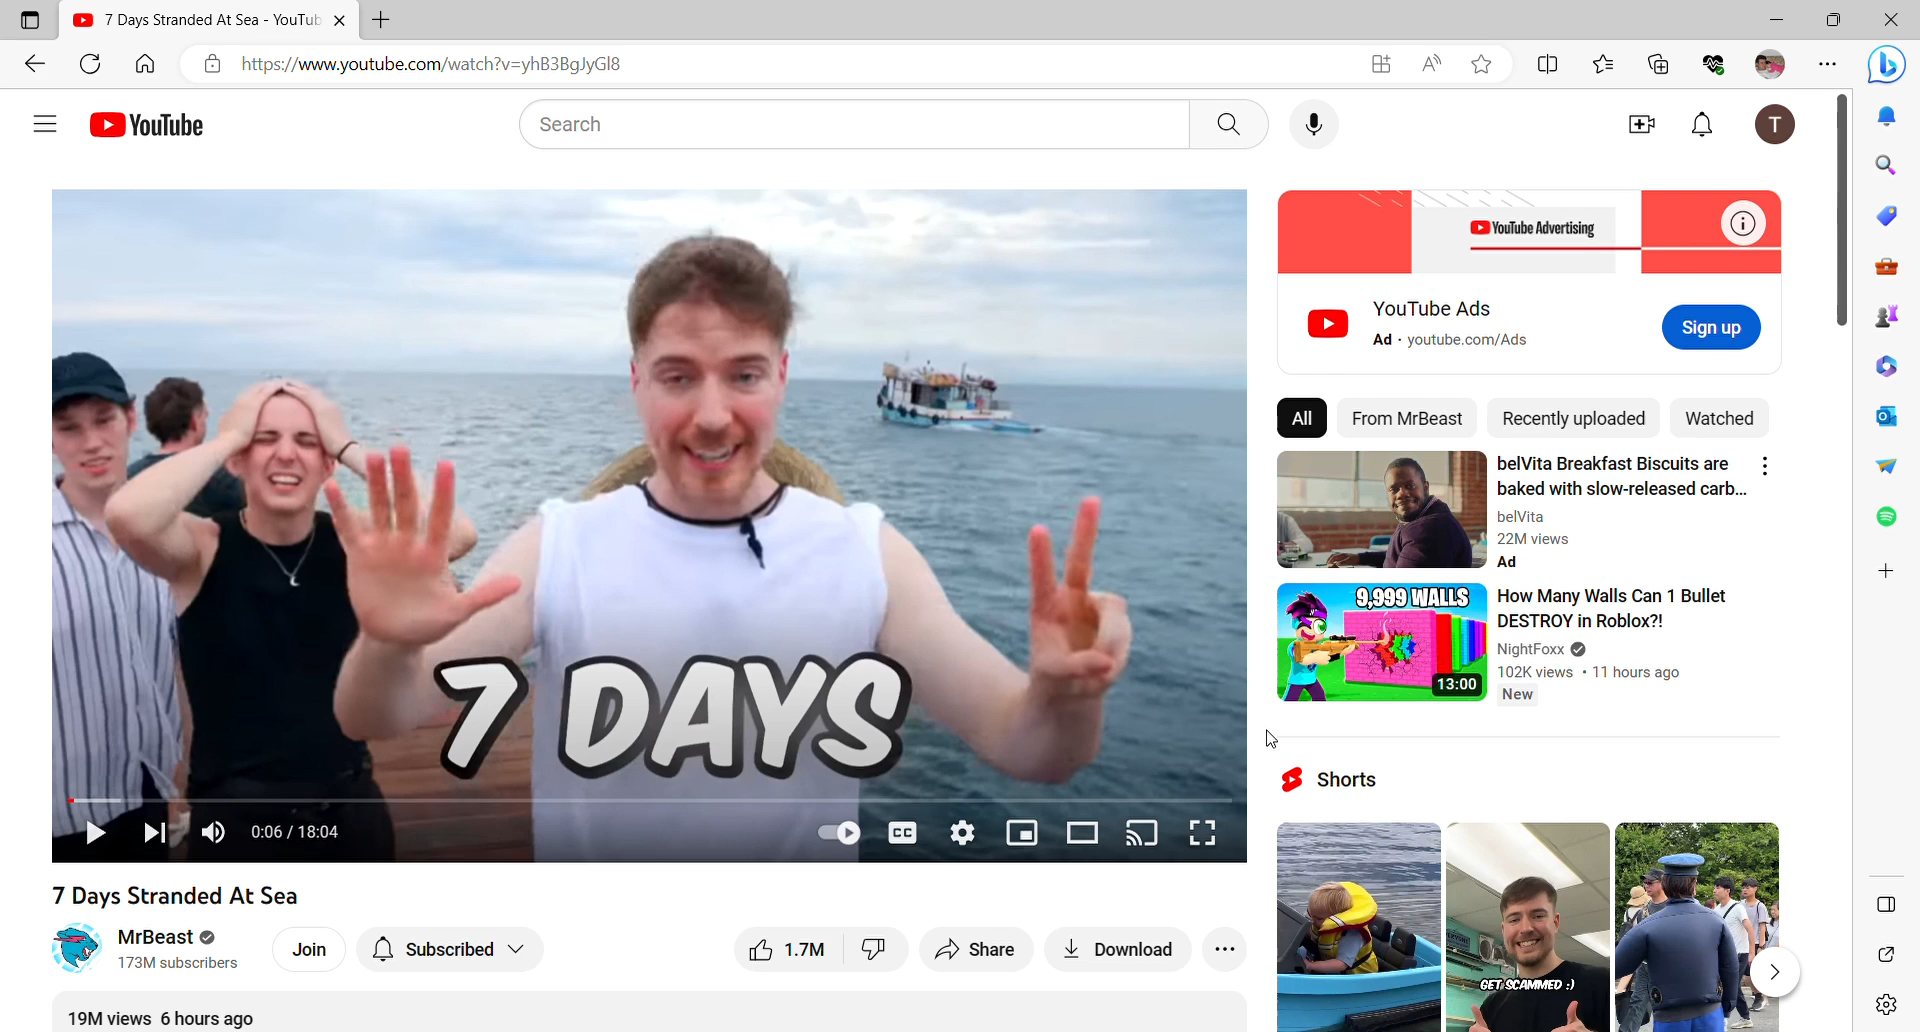 7 Days Stranded At Sea - YouTub
https://www.youtube.com/watch?v=yhB3BgJyGl8
YouTube
Search
T
YouTube Advertising
YouTube Ads
Ad · youtube.com/Ads
Sign up
All
From MrBeast
Recently uploaded
Watched
belVita Breakfast Biscuits are
baked with slow-released carb...
belVita
22M views
Ad
9,999 WALLS
13:00
How Many Walls Can 1 Bullet
DESTROY in Roblox?!
NightFoxx
102K views · 11 hours ago
New
7 DAYS
0:06 / 18:04
CC
Shorts
GET SCAMMED :)
7 Days Stranded At Sea
MrBeast
173M subscribers
Join
Subscribed
1.7M
Share
Download
19M views 6 hours ago